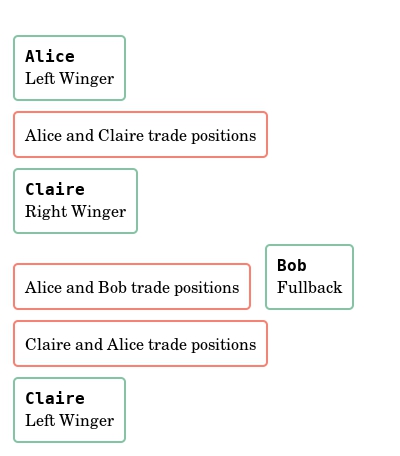 Alice
Left Winger
Alice and Claire trade positions
Claire
Right Winger
Alice and Bob trade positions
Bob
Fullback
Claire and Alice trade positions
Claire
Left Winger